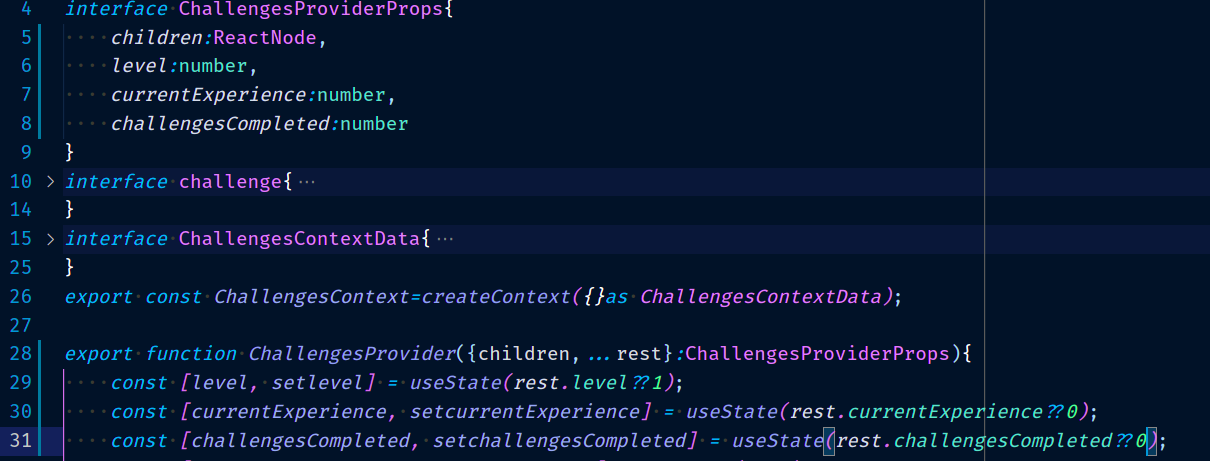 4 interface ChallengesProviderProps{
5 children:ReactNode,
6 level:number,
7 currentExperience:number,
8 challengesCompleted:number
9 }
10 interface challenge{ ...
14 }
15 interface ChallengesContextData{ ...
25 }
26 export const ChallengesContext=createContext({}as ChallengesContextData);
27
28 export function ChallengesProvider({children,...rest}:ChallengesProviderProps){
29 const [level, setlevel] = useState(rest.level??1);
30 const [currentExperience, setcurrentExperience] = useState(rest.currentExperience??0);
31 const [challengesCompleted, setchallengesCompleted] = useState(rest.challengesCompleted??0);